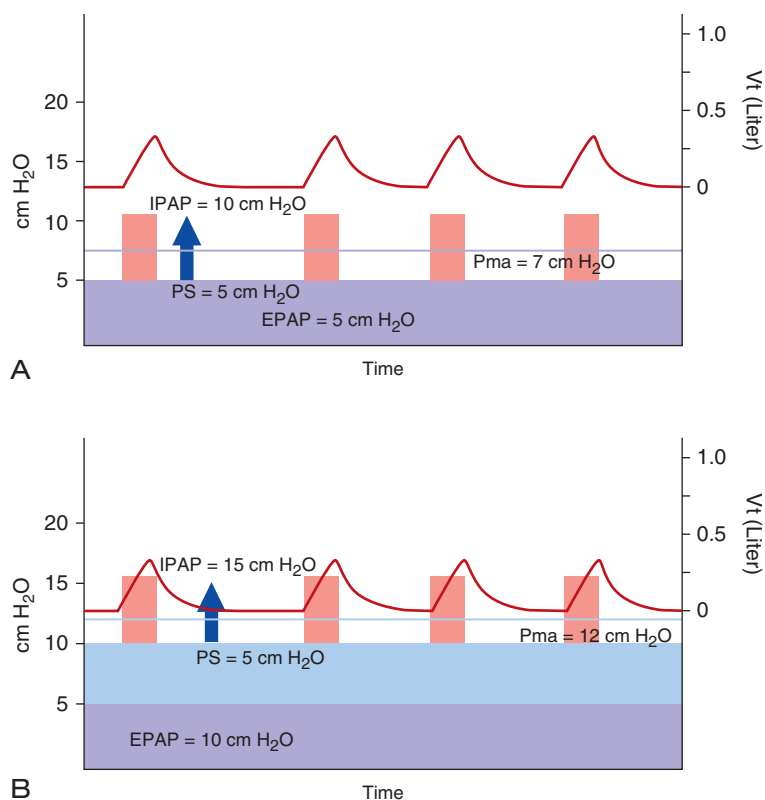 1.0
20
0.5
15
0
cm H₂O
Vt (Liter)
IPAP = 10 cm H₂O
10
Pma = 7 cm H₂O
5
PS = 5 cm H₂O
EPAP = 5 cm H₂O
A
Time
1.0
20
0.5
IPAP = 15 cm H₂O
15
0
cm H₂O
Vt (Liter)
Pma = 12 cm H₂O
10
PS = 5 cm H₂O
5
EPAP = 10 cm H₂O
B
Time